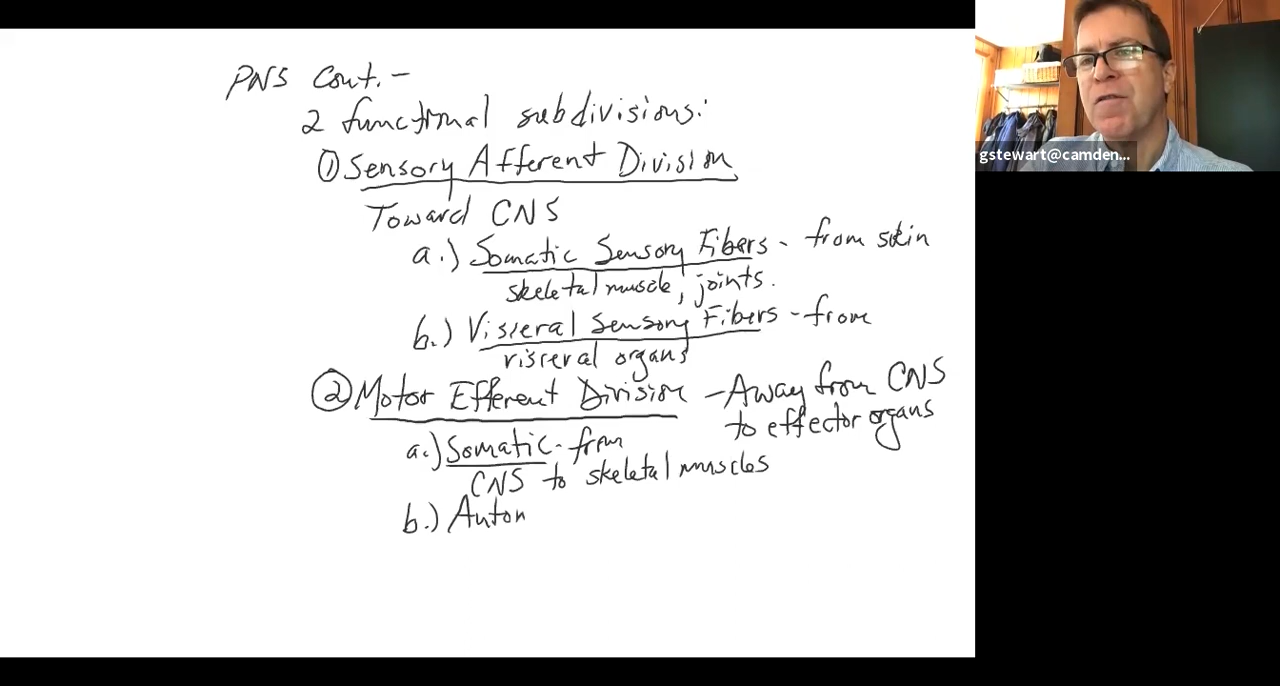 PNS Cont. -
2 functional subdivisions:
① Sensory Afferent Division
Toward CNS
a.) Somatic Sensory Fibers - from skin
skeletal muscle, joints.
b.) Visceral Sensory Fibers - from
visceral organs
② Motor Efferent Division - Away from CNS
to effector organs
a.) Somatic - from
CNS to skeletal muscles
b.) Auton
gstewart@camden...